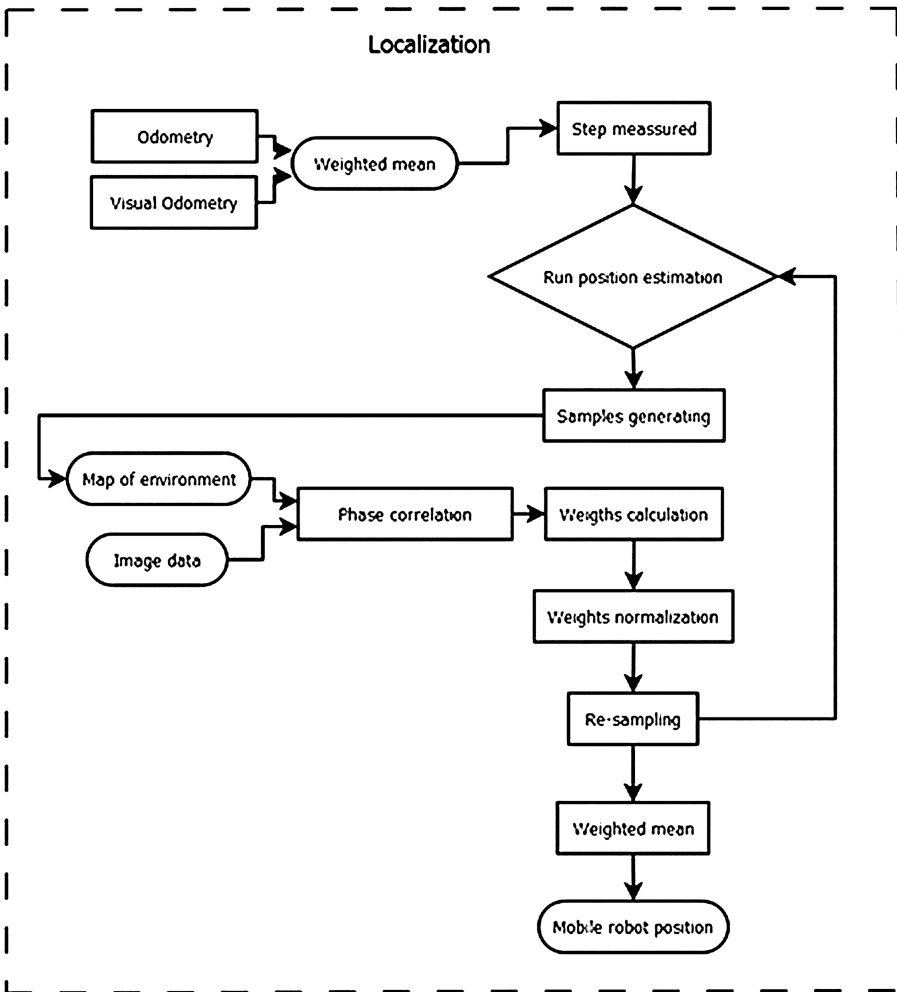 Localization
Odometry
Visual Odometry
Weighted mean
Step meassured
Run position estimation
Samples generating
Map of environment
Image data
Phase correlation
Weigths calculation
Weights normalization
Re-sampling
Weighted mean
Mobile robot position